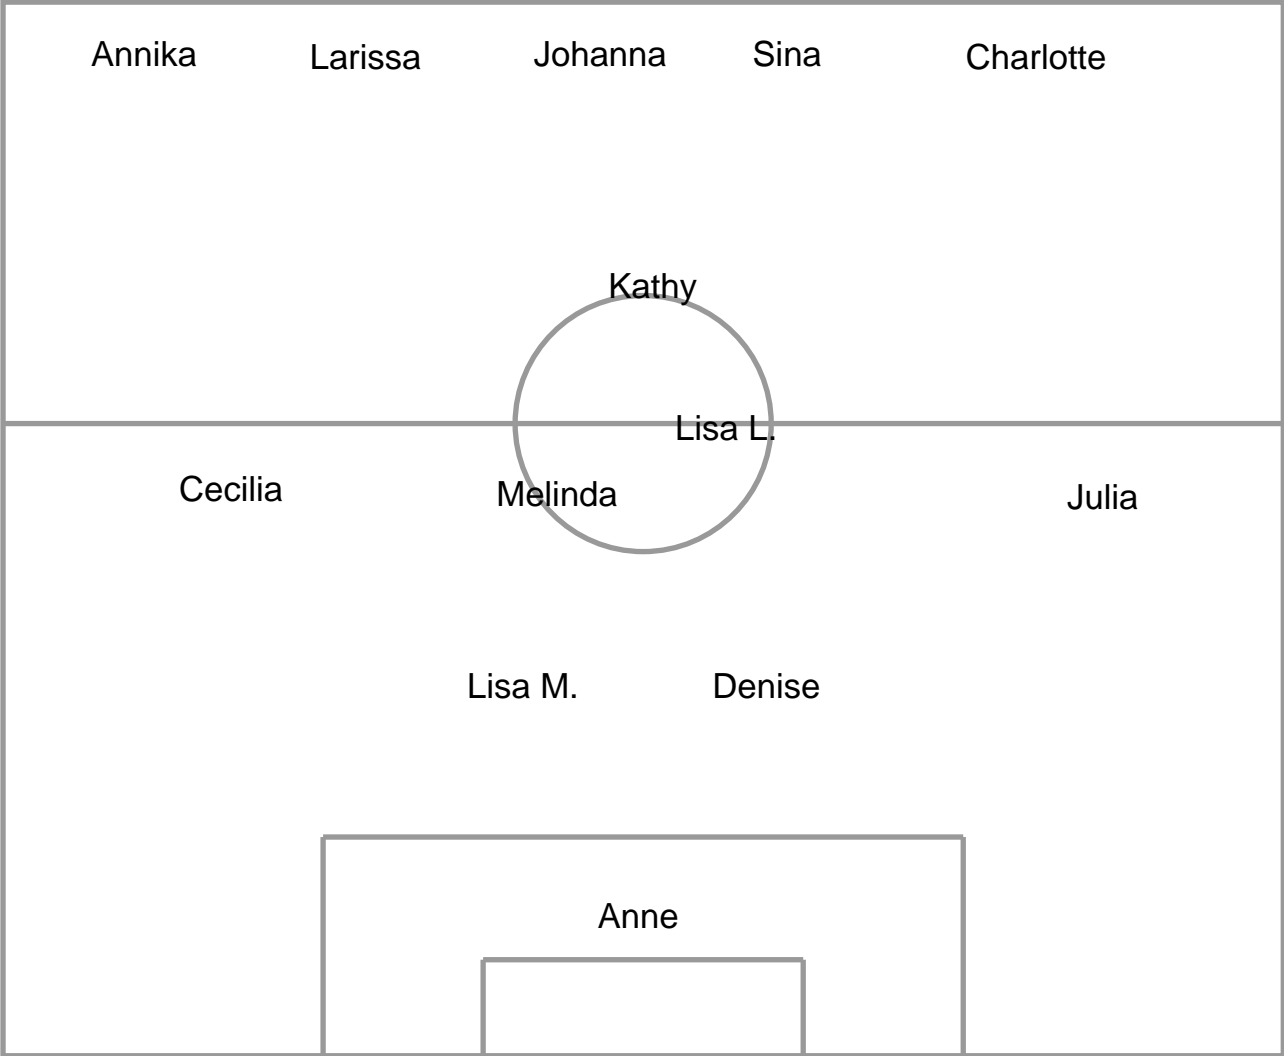 Annika Larissa Johanna Sina Charlotte
Kathy
Lisa L.
Cecilia Melinda Julia
Lisa M. Denise
Anne